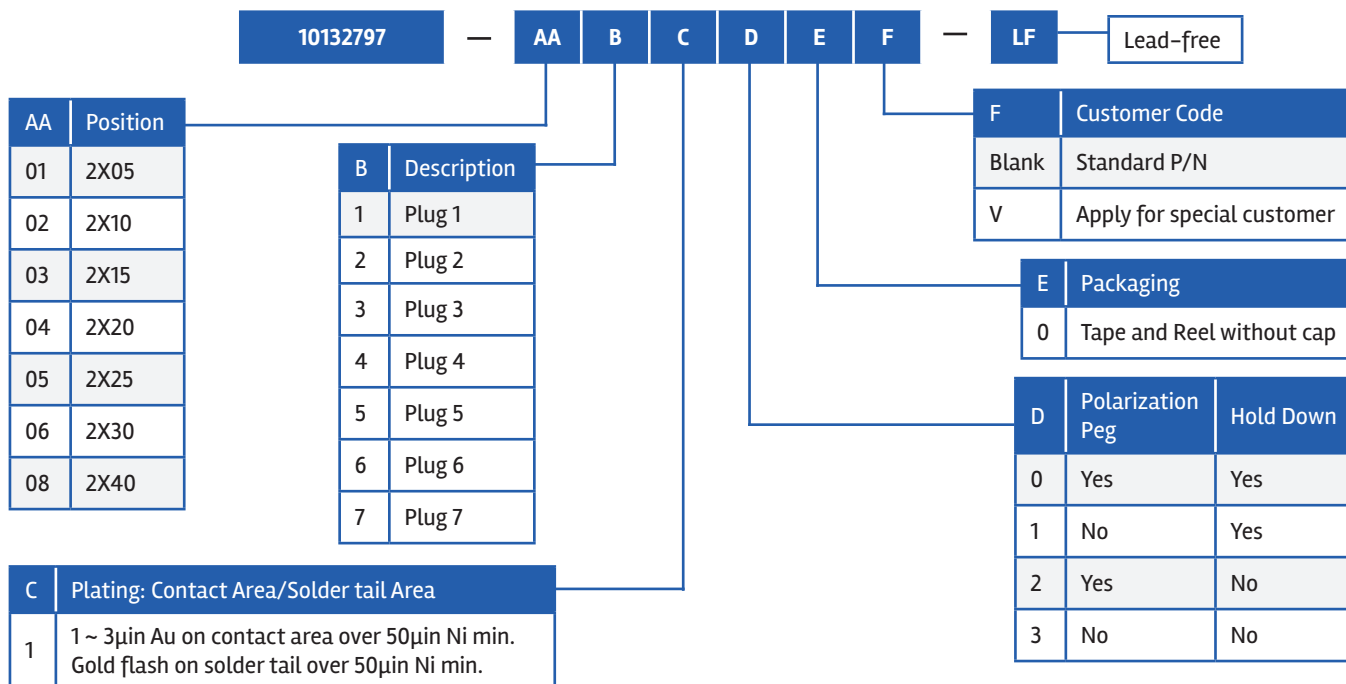 10132797 — AA B C D E F — LF Lead-free
AA Position
01 2X05
02 2X10
03 2X15
04 2X20
05 2X25
06 2X30
08 2X40
B Description
1 Plug 1
2 Plug 2
3 Plug 3
4 Plug 4
5 Plug 5
6 Plug 6
7 Plug 7
C Plating: Contact Area/Solder tail Area
1 1 ~ 3µin Au on contact area over 50µin Ni min.
Gold flash on solder tail over 50µin Ni min.
F Customer Code
Blank Standard P/N
V Apply for special customer
E Packaging
0 Tape and Reel without cap
D Polarization
Peg Hold Down
0 Yes Yes
1 No Yes
2 Yes No
3 No No